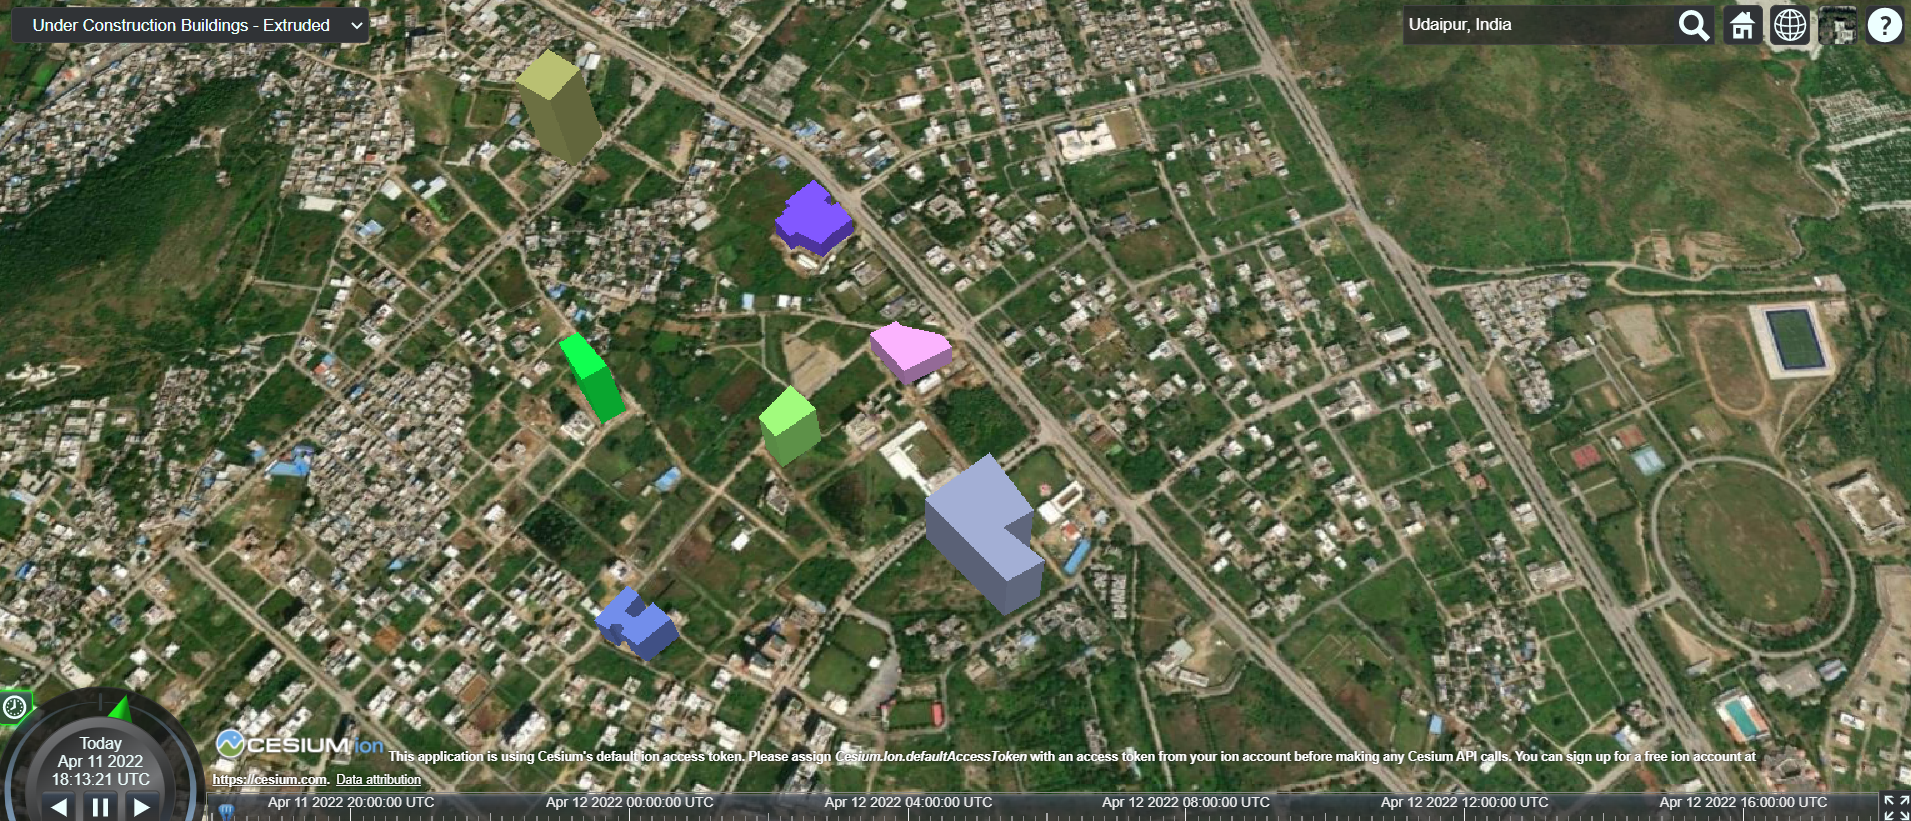 Under Construction Buildings - Extruded
Udaipur, India
?
Today
Apr 11 2022
18:13:21 UTC
CESIUM ion
This application is using Cesium's default ion access token. Please assign Cesium.Ion.defaultAccessToken with an access token from your ion account before making any Cesium API calls. You can sign up for a free ion account at
https://cesium.com. Data attribution
Apr 11 2022 20:00:00 UTC
Apr 12 2022 00:00:00 UTC
Apr 12 2022 04:00:00 UTC
Apr 12 2022 08:00:00 UTC
Apr 12 2022 12:00:00 UTC
Apr 12 2022 16:00:00 UTC